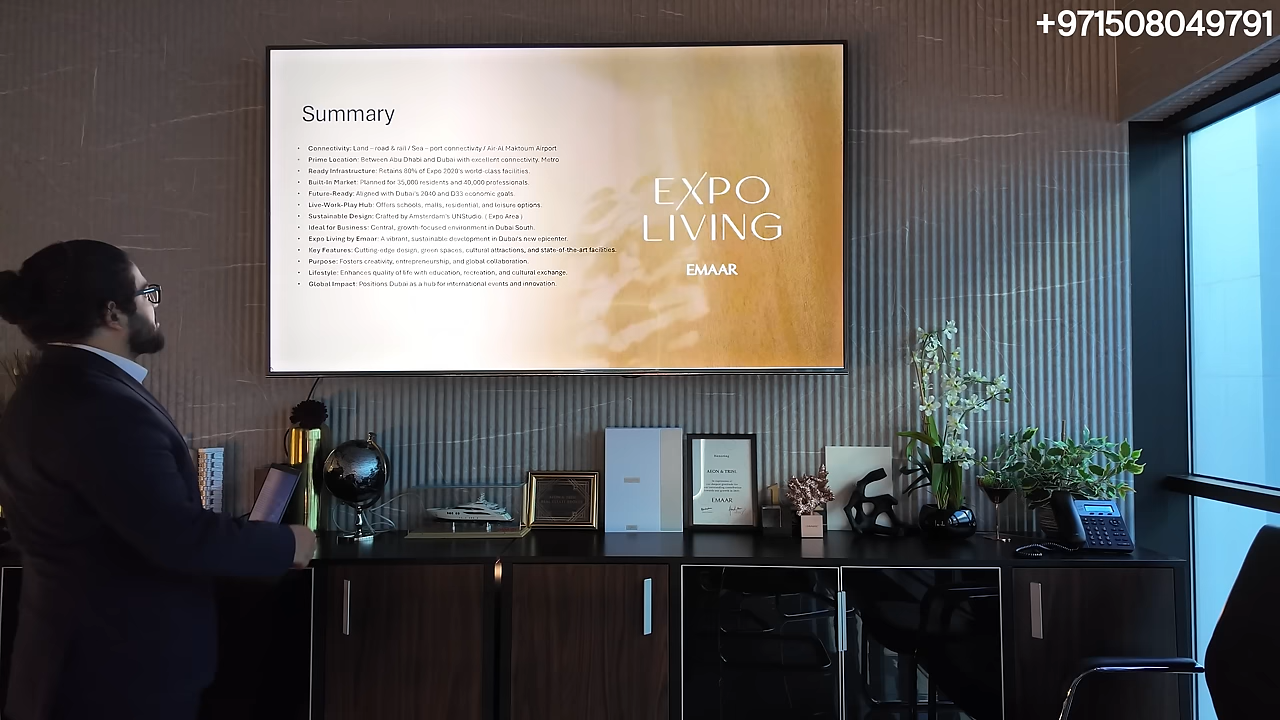 +971508049791
Summary
• Connectivity: Land – road & rail / Sea – port connectivity / Air-Al Maktoum Airport
• Prime Location: Between Abu Dhabi and Dubai with excellent connectivity. Metro
• Ready Infrastructure: Retains 80% of Expo 2020's world-class facilities.
• Built-In Market: Planned for 35,000 residents and 40,000 professionals.
• Future-Ready: Aligned with Dubai's 2040 and D33 economic goals.
• Live-Work-Play Hub: Offers schools, malls, residential, and leisure options.
• Sustainable Design: Crafted by Amsterdam's UNStudio. ( Expo Area )
• Ideal for Business: Central, growth-focused environment in Dubai South.
• Expo Living by Emaar: A vibrant, sustainable development in Dubai's new epicenter.
• Key Features: Cutting-edge design, green spaces, cultural attractions, and state-of-the-art facilities.
• Purpose: Fosters creativity, entrepreneurship, and global collaboration.
• Lifestyle: Enhances quality of life with education, recreation, and cultural exchange.
• Global Impact: Positions Dubai as a hub for international events and innovation.
EXPO
LIVING
EMAAR
AEON & TRISL
EMAAR